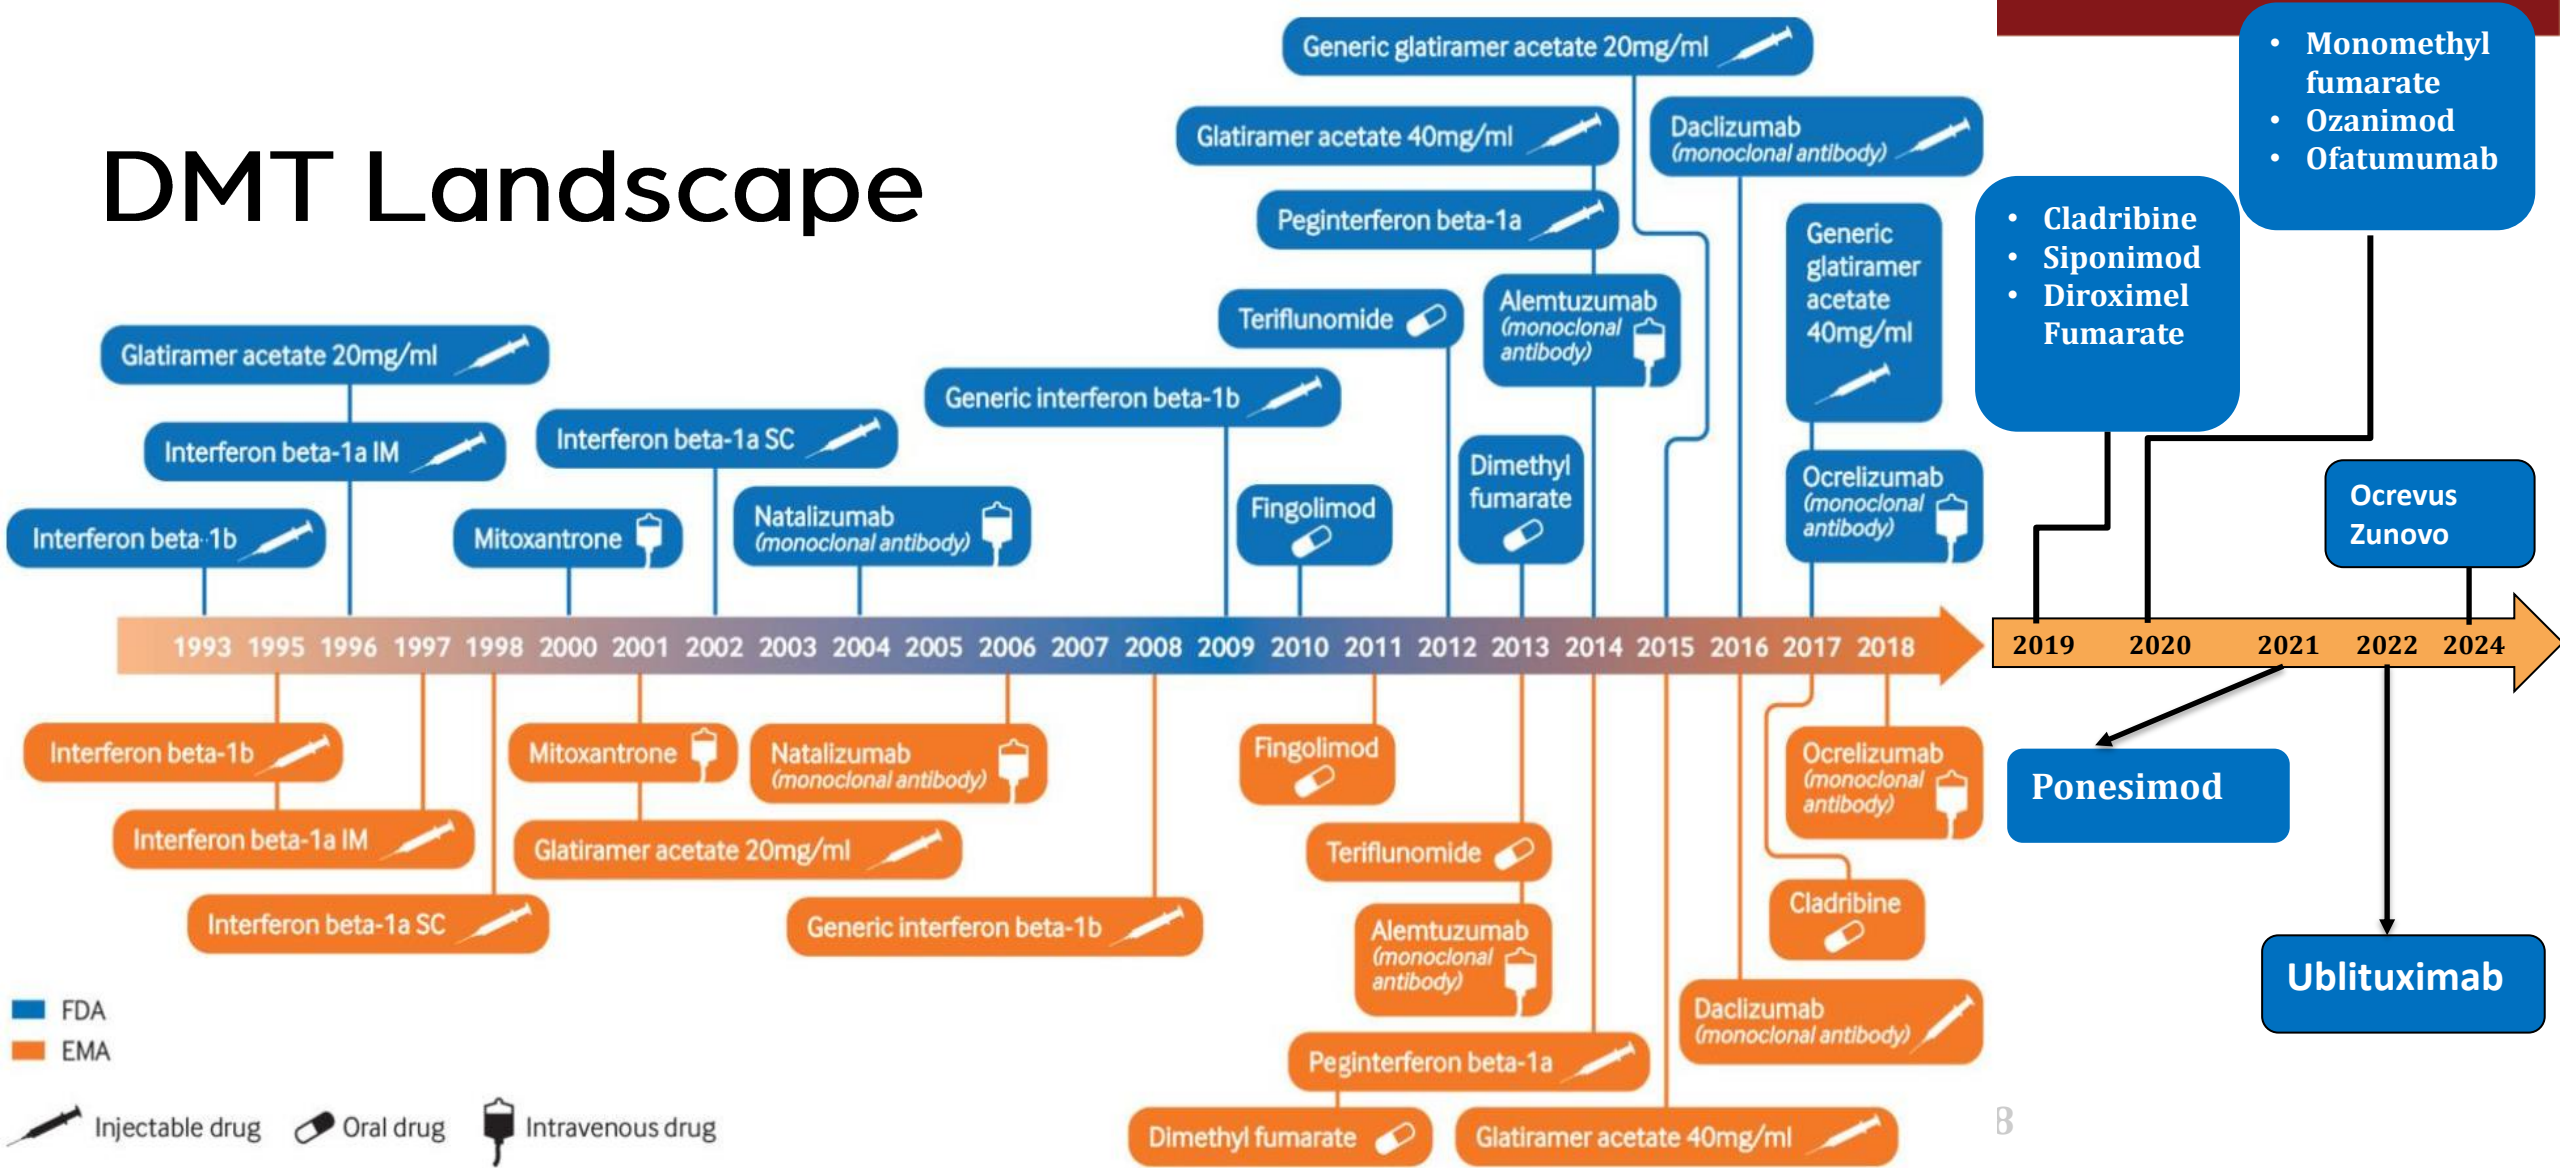 DMT Landscape
Generic glatiramer acetate 20mg/ml
Glatiramer acetate 40mg/ml
Daclizumab
(monoclonal antibody)
Peginterferon beta-1a
Generic
glatiramer
acetate
40mg/ml
Teriflunomide
Alemtuzumab
(monoclonal
antibody)
Glatiramer acetate 20mg/ml
Generic interferon beta-1b
Interferon beta-1a IM
Interferon beta-1a SC
Dimethyl
fumarate
Ocrelizumab
(monoclonal
antibody)
Interferon beta-1b
Mitoxantrone
Natalizumab
(monoclonal antibody)
Fingolimod
• Monomethyl
fumarate
• Ozanimod
• Ofatumumab
• Cladribine
• Siponimod
• Diroximel
Fumarate
Ocrevus
Zunovo
1993 1995 1996 1997 1998 2000 2001 2002 2003 2004 2005 2006 2007 2008 2009 2010 2011 2012 2013 2014 2015 2016 2017 2018
2019 2020 2021 2022 2024
Interferon beta-1b
Mitoxantrone
Natalizumab
(monoclonal antibody)
Fingolimod
Ocrelizumab
(monoclonal
antibody)
Interferon beta-1a IM
Glatiramer acetate 20mg/ml
Teriflunomide
Interferon beta-1a SC
Generic interferon beta-1b
Alemtuzumab
(monoclonal
antibody)
Cladribine
Daclizumab
(monoclonal antibody)
Peginterferon beta-1a
Dimethyl fumarate
Glatiramer acetate 40mg/ml
Ponesimod
Ublituximab
FDA
EMA
Injectable drug
Oral drug
Intravenous drug
8